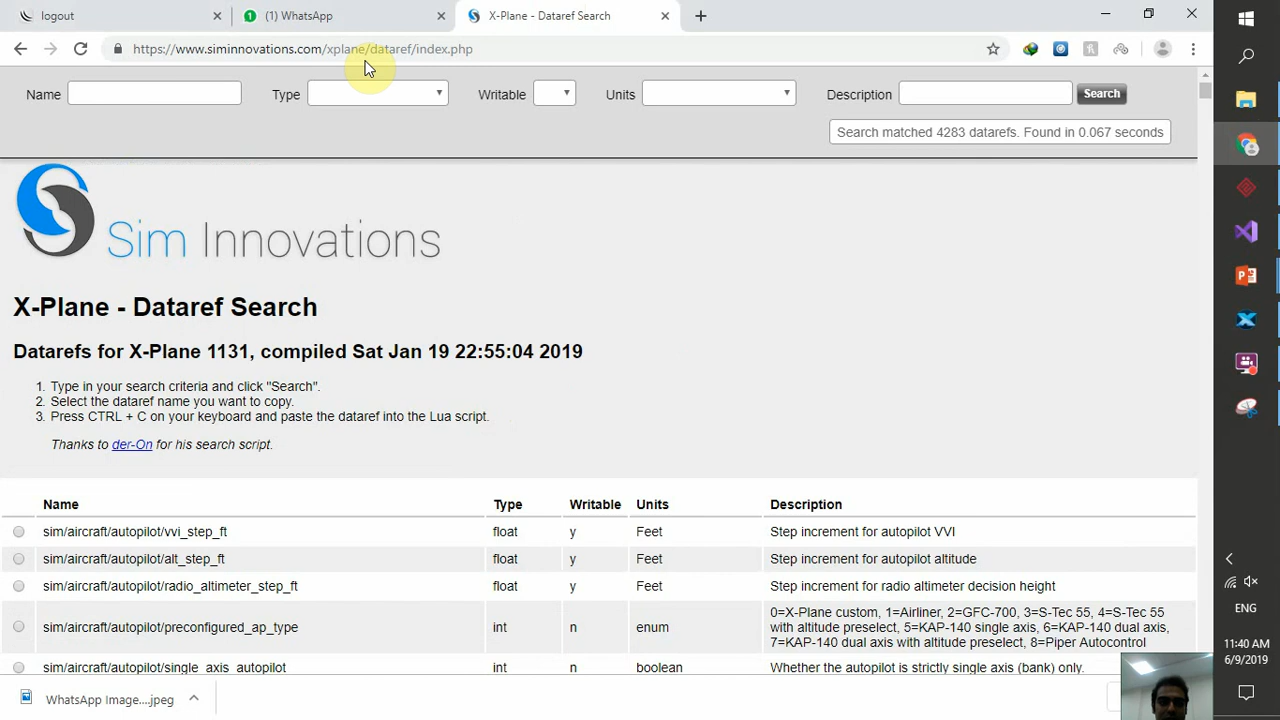 logout
(1) WhatsApp
X-Plane - Dataref Search
https://www.siminnovations.com/xplane/dataref/index.php
Name
Type
Writable
Units
Description
Search
Search matched 4283 datarefs. Found in 0.067 seconds
Sim Innovations
X-Plane - Dataref Search
Datarefs for X-Plane 1131, compiled Sat Jan 19 22:55:04 2019
1. Type in your search criteria and click "Search".
2. Select the dataref name you want to copy.
3. Press CTRL + C on your keyboard and paste the dataref into the Lua script.
Thanks to der-On for his search script.
Name Type Writable Units Description
sim/aircraft/autopilot/vvi_step_ft float y Feet Step increment for autopilot VVI
sim/aircraft/autopilot/alt_step_ft float y Feet Step increment for autopilot altitude
sim/aircraft/autopilot/radio_altimeter_step_ft float y Feet Step increment for radio altimeter decision height
sim/aircraft/autopilot/preconfigured_ap_type int n enum 0=X-Plane custom, 1=Airliner, 2=GFC-700, 3=S-Tec 55, 4=S-Tec 55
with altitude preselect, 5=KAP-140 single axis, 6=KAP-140 dual axis,
7=KAP-140 dual axis with altitude preselect, 8=Piper Autocontrol
sim/aircraft/autopilot/single_axis_autopilot int n boolean Whether the autopilot is strictly single axis (bank) only.
WhatsApp Image....jpeg
ENG
11:40 AM
6/9/2019